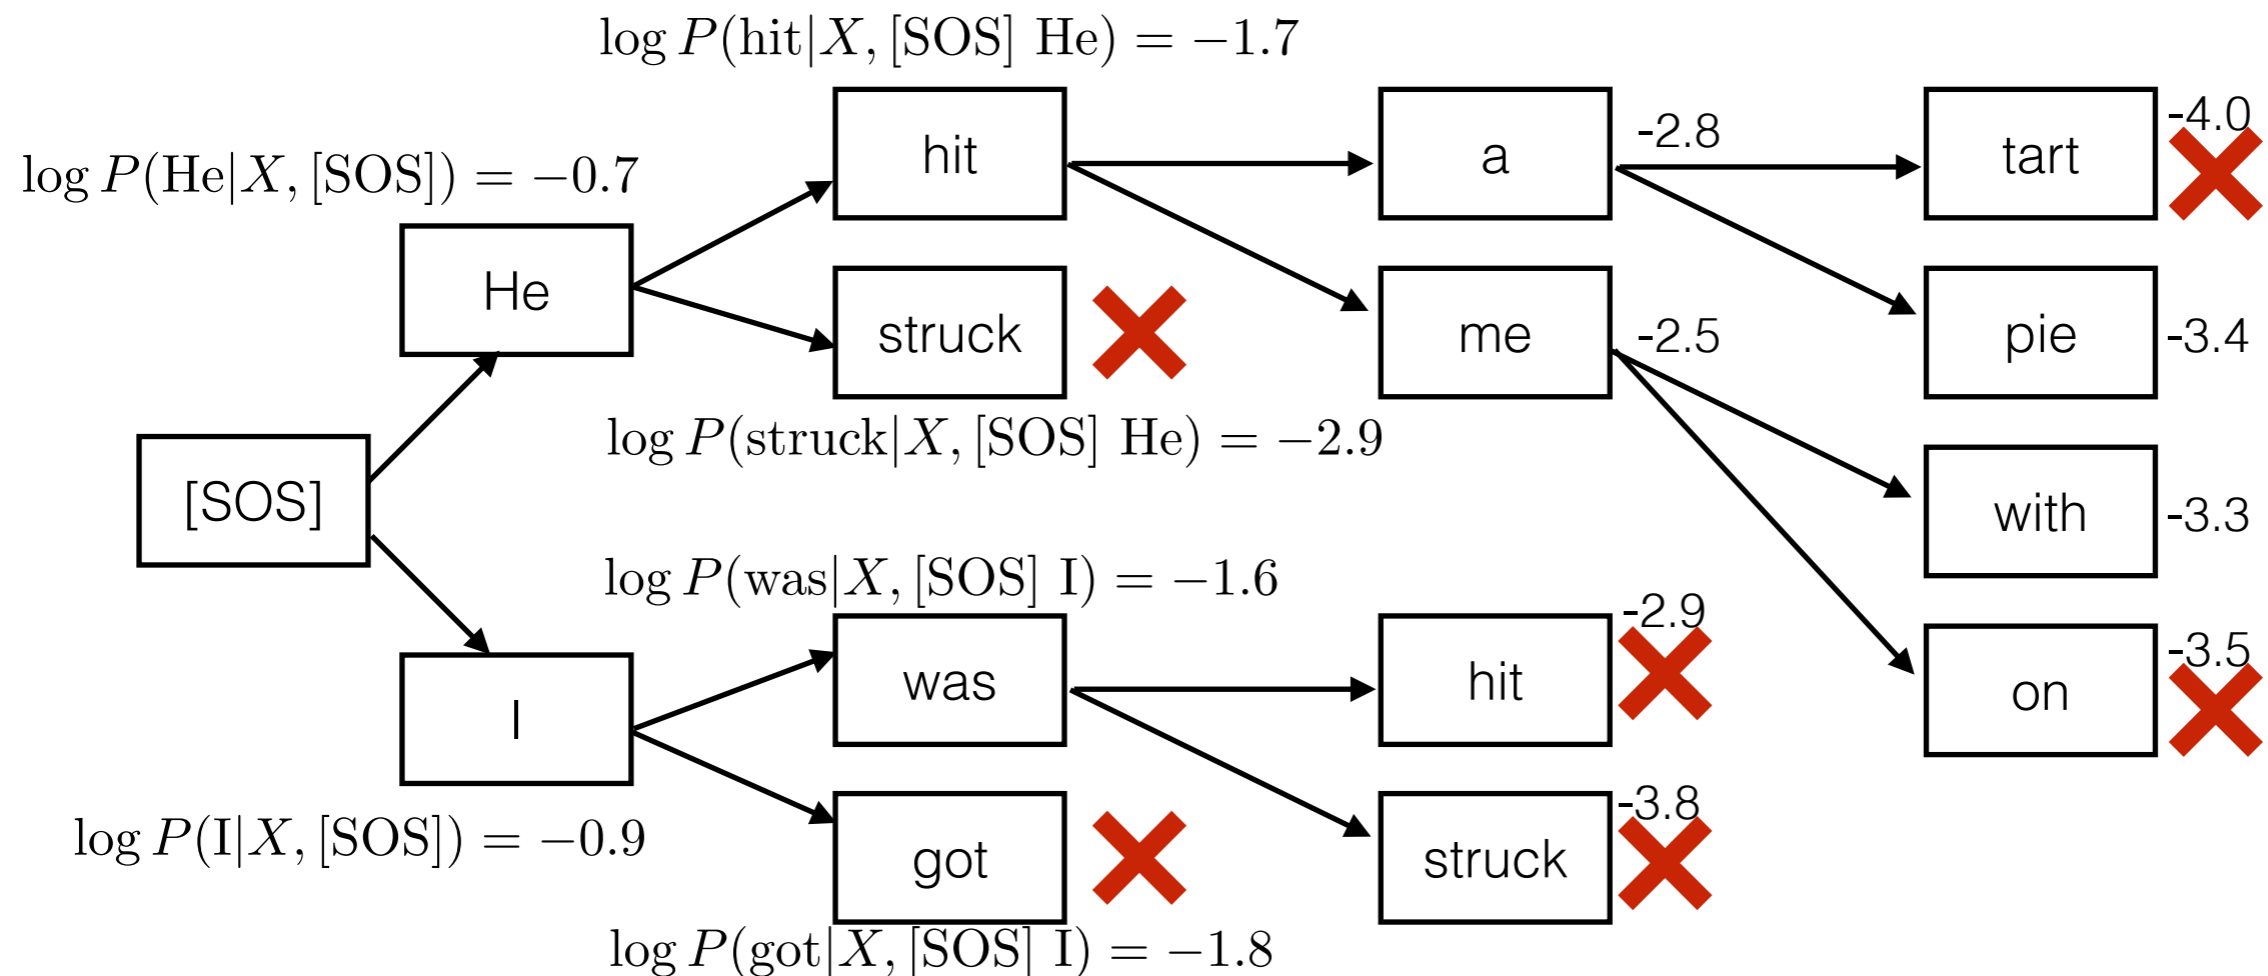 log P(hit|X, [SOS] He) = −1.7
hit
a
-2.8
tart
-4.0
log P(He|X, [SOS]) = −0.7
He
struck
me
-2.5
pie
-3.4
log P(struck|X, [SOS] He) = −2.9
[SOS]
with
-3.3
log P(was|X, [SOS] I) = −1.6
I
was
hit
-2.9
on
-3.5
log P(I|X, [SOS]) = −0.9
got
struck
-3.8
log P(got|X, [SOS] I) = −1.8